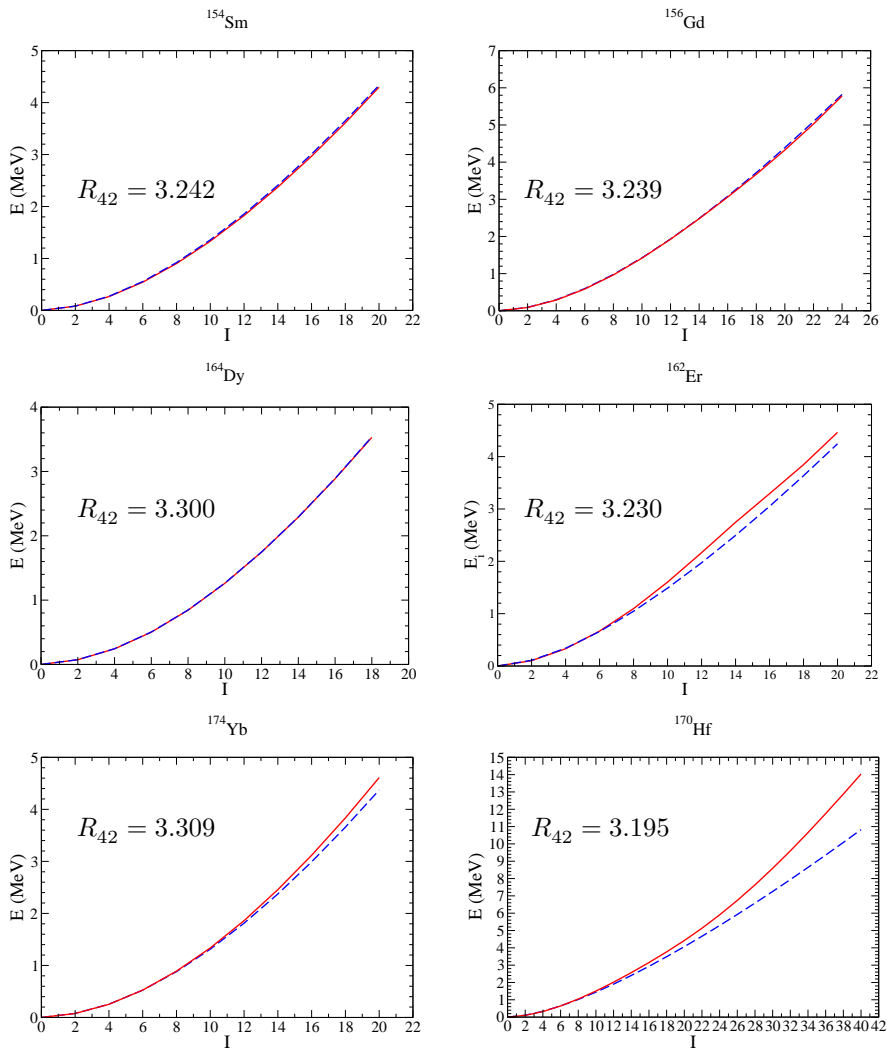 ¹⁵⁴Sm
E (MeV)
5
4
3
2
1
0
R₄₂ = 3.242
0 2 4 6 8 10 12 14 16 18 20 22
I
¹⁵⁶Gd
E (MeV)
7
6
5
4
3
2
1
0
R₄₂ = 3.239
0 2 4 6 8 10 12 14 16 18 20 22 24 26
I
¹⁶⁴Dy
E (MeV)
4
3
2
1
0
R₄₂ = 3.300
0 2 4 6 8 10 12 14 16 18 20
I
¹⁶²Er
E_i (MeV)
5
4
3
2
1
0
R₄₂ = 3.230
0 2 4 6 8 10 12 14 16 18 20 22
I
¹⁷⁴Yb
E (MeV)
5
4
3
2
1
0
R₄₂ = 3.309
0 2 4 6 8 10 12 14 16 18 20 22
I
¹⁷⁰Hf
E (MeV)
15
14
13
12
11
10
9
8
7
6
5
4
3
2
1
0
R₄₂ = 3.195
0 2 4 6 8 10 12 14 16 18 20 22 24 26 28 30 32 34 36 38 40 42
I